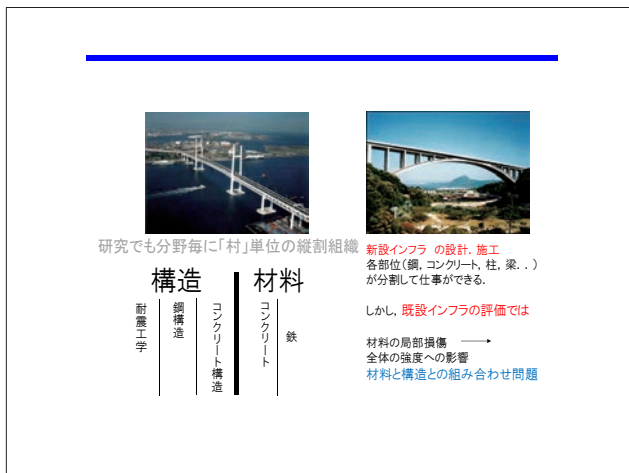 研究でも分野毎に「村」単位の縦割組織
構造
材料
耐震工学
鋼構造
コンクリート構造
コンクリート
鉄
新設インフラ の設計．施工
各部位（鋼，コンクリート，柱，梁．．）
が分割して仕事ができる．
しかし，既設インフラの評価では
材料の局部損傷
全体の強度への影響
材料と構造との組み合わせ問題